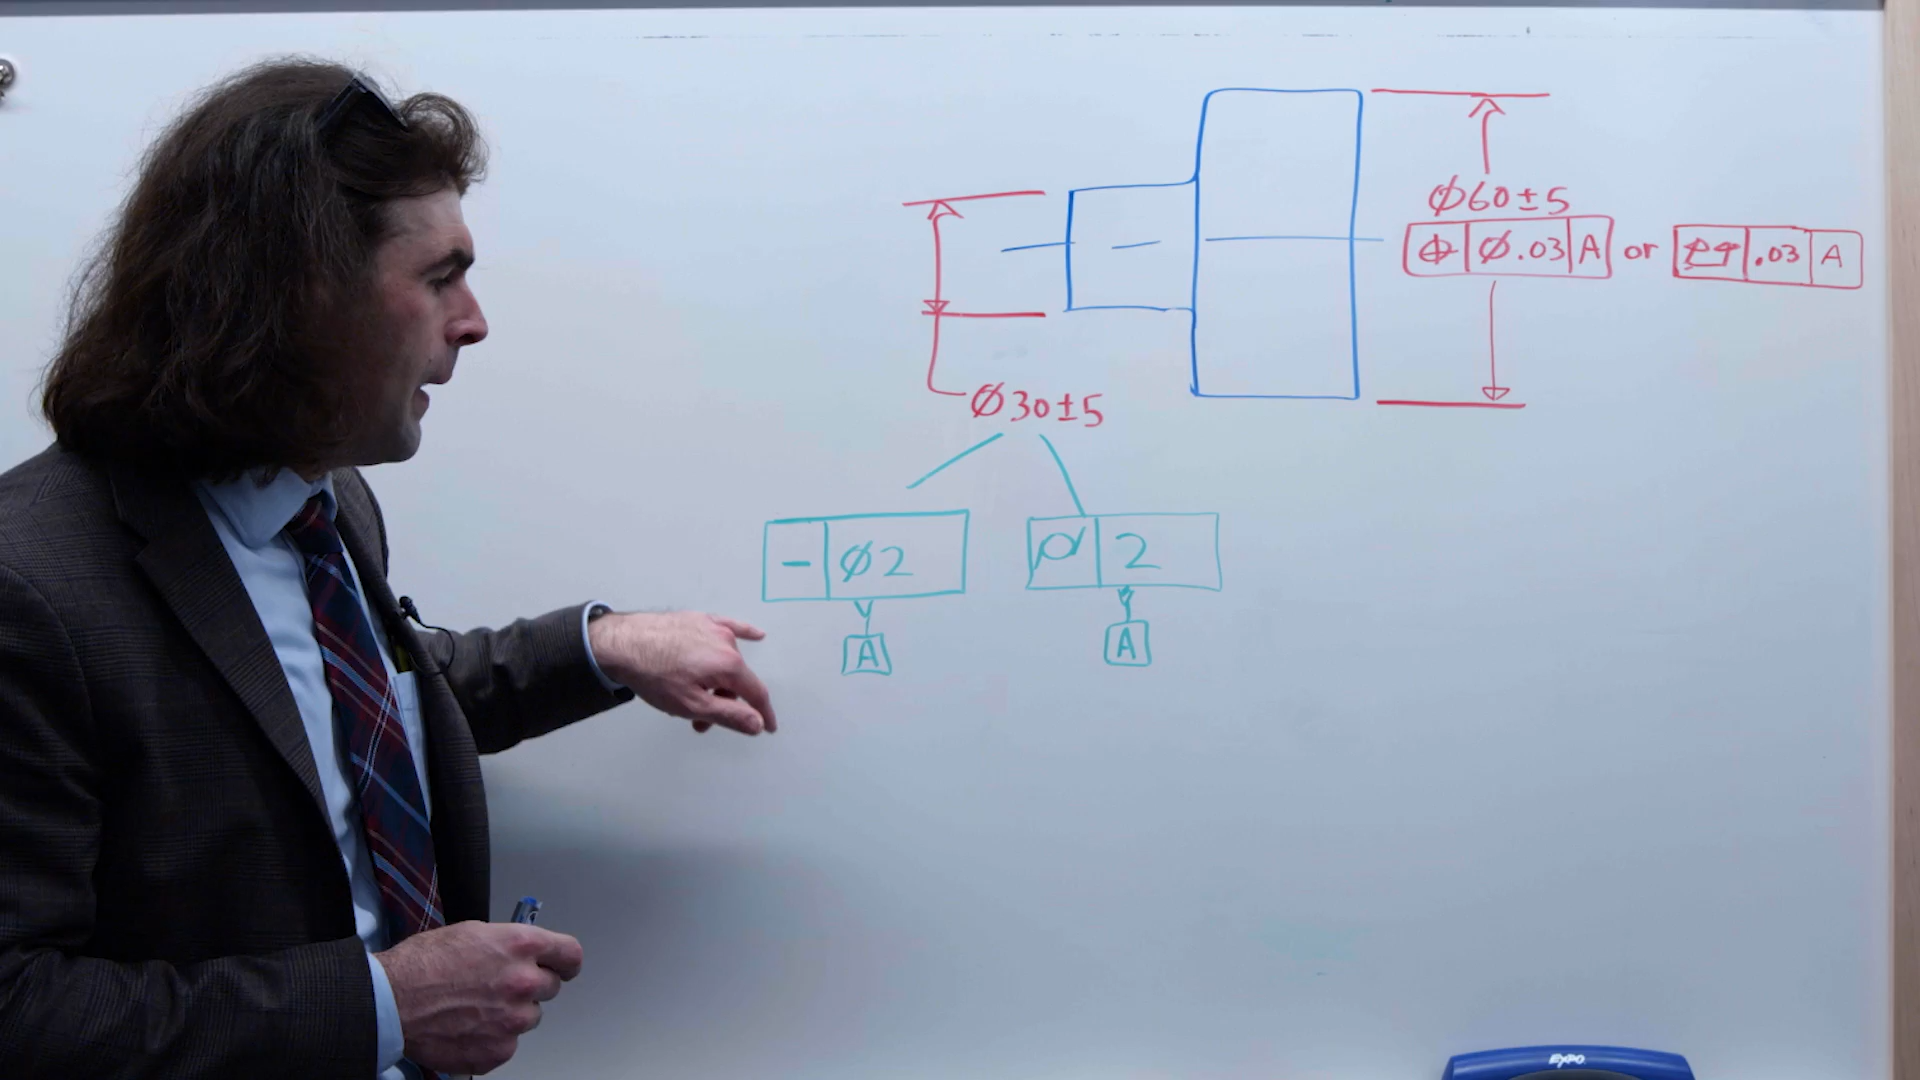 Ø60±5
⌖ Ø.03 A or ⌰ .03 A
Ø30±5
⏤ Ø2
⌭ 2
A
A
EXPO